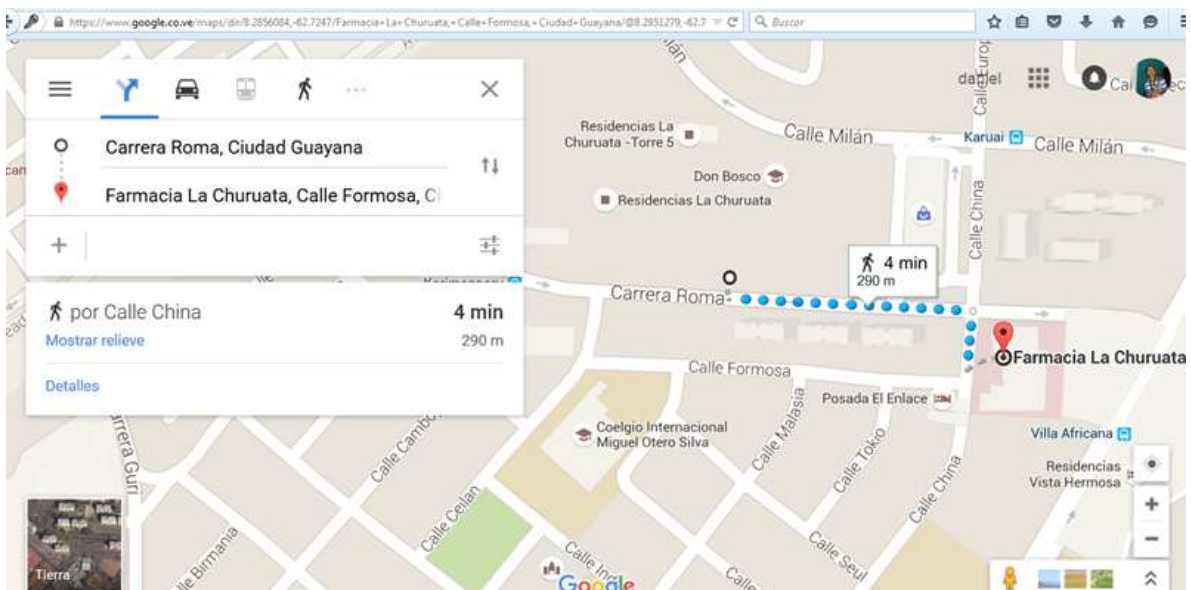 https://www.google.co.ve/maps/dir/8.2856084,-62.7247/Farmacia+La+Churuata,+Calle+Formosa,+Ciudad+Guayana/@8.2851279,-62.7
Buscar
daniel
Carrera Roma, Ciudad Guayana
Farmacia La Churuata, Calle Formosa, Ci
por Calle China
4 min
Mostrar relieve
290 m
Detalles
Residencias La
Churuata -Torre 5
Calle Milán
Karuai
Calle Milán
Don Bosco
Residencias La Churuata
Calle China
4 min
290 m
Carrera Roma
Farmacia La Churuata
Calle Formosa
Posada El Enlace
Coelgio Internacional
Miguel Otero Silva
Calle Malasia
Calle Tokio
Villa Africana
Residencias
Vista Hermosa
Calle China
Carrera Guri
Calle Ceilan
Calle Seul
Tierra
Google